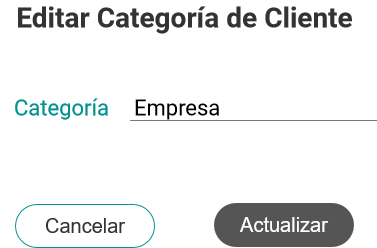 Editar Categoría de Cliente
Categoría Empresa
Cancelar Actualizar